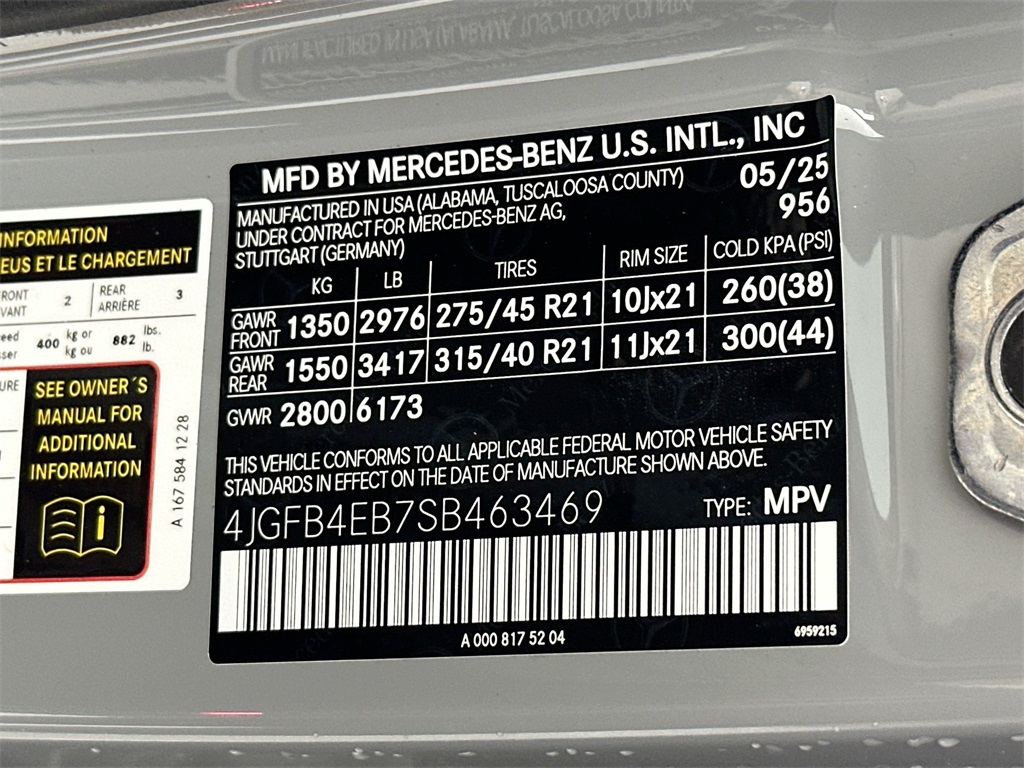 MFD BY MERCEDES-BENZ U.S. INTL., INC
MANUFACTURED IN USA (ALABAMA, TUSCALOOSA COUNTY) 05/25
UNDER CONTRACT FOR MERCEDES-BENZ AG, 956
STUTTGART (GERMANY)
KG LB TIRES RIM SIZE COLD KPA (PSI)
GAWR FRONT 1350 2976 275/45 R21 10Jx21 260(38)
GAWR REAR 1550 3417 315/40 R21 11Jx21 300(44)
GVWR 2800 6173
THIS VEHICLE CONFORMS TO ALL APPLICABLE FEDERAL MOTOR VEHICLE SAFETY
STANDARDS IN EFFECT ON THE DATE OF MANUFACTURE SHOWN ABOVE.
4JGFB4EB7SB463469 TYPE: MPV
A 000 817 52 04 6959215
INFORMATION
EUS ET LE CHARGEMENT
2 REAR ARRIÈRE 3
400 kg or kg ou 882 lbs. lb.
SEE OWNER´S
MANUAL FOR
ADDITIONAL
INFORMATION
A 167 584 12 28